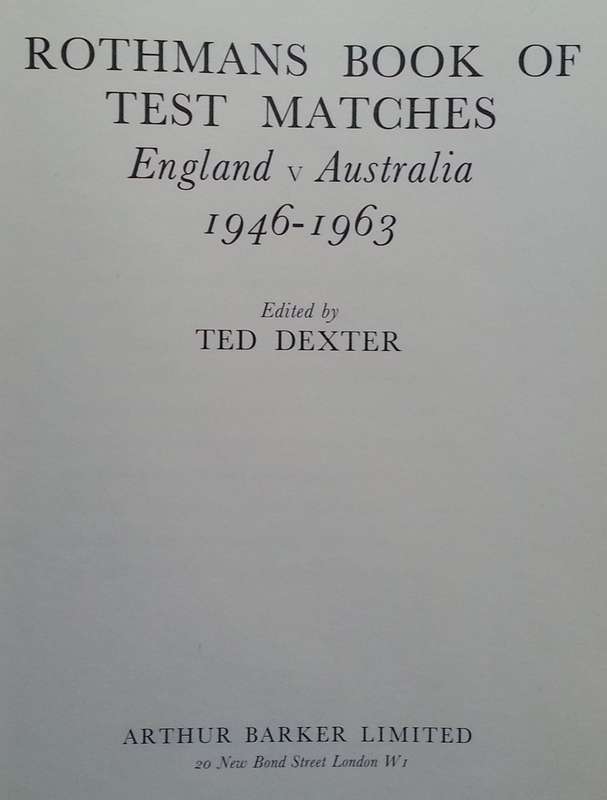 ROTHMANS BOOK OF
TEST MATCHES
England v Australia
1946-1963
Edited by
TED DEXTER
ARTHUR BARKER LIMITED
20 New Bond Street London W1